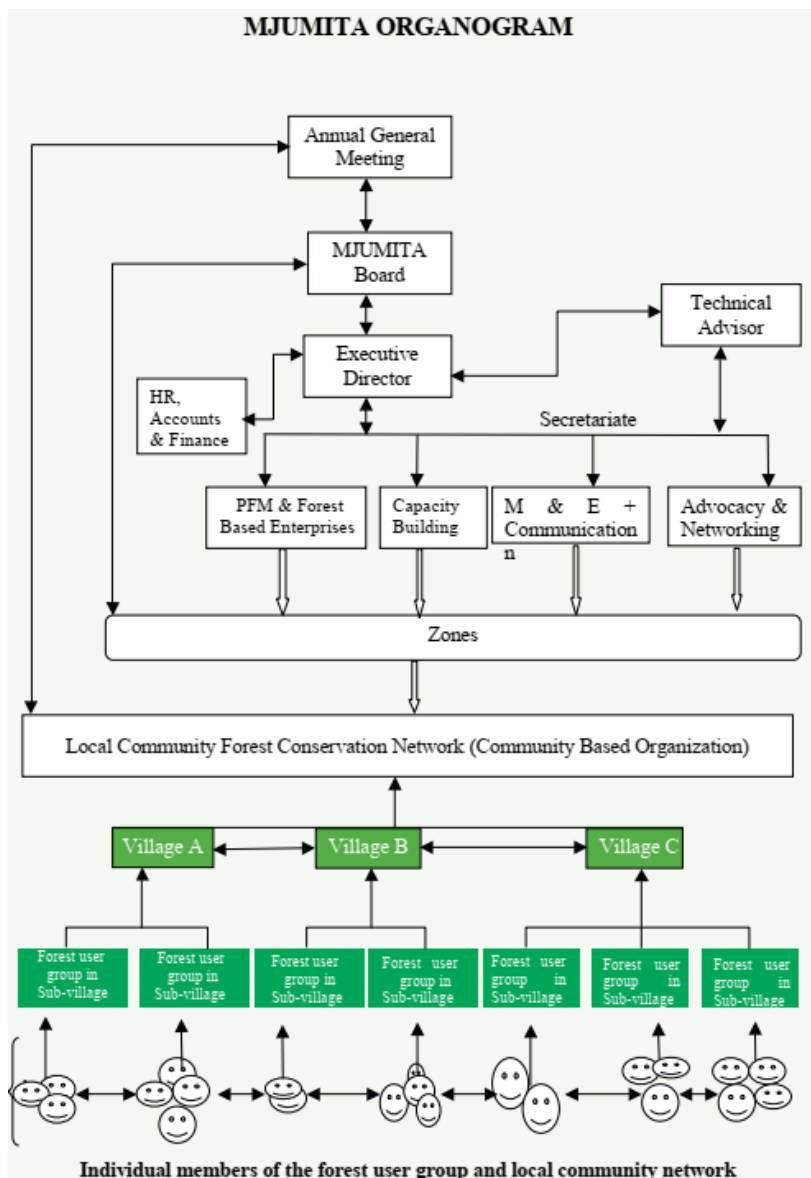 MJUMITA ORGANOGRAM
Annual General
Meeting
MJUMITA
Board
Technical
Advisor
Executive
Director
HR,
Accounts
& Finance
Secretariate
PFM & Forest
Based Enterprises
Capacity
Building
M & E +
Communication
n
Advocacy &
Networking
Zones
Local Community Forest Conservation Network (Community Based Organization)
Village A
Village B
Village C
Forest user
group in
Sub-village
Forest user
group in
Sub-village
Forest user
group in
Sub-village
Forest user
group in
Sub-village
Forest user
group in
Sub-village
Forest user
group in
Sub-village
Forest user
group in
Sub-village
Individual members of the forest user group and local community network